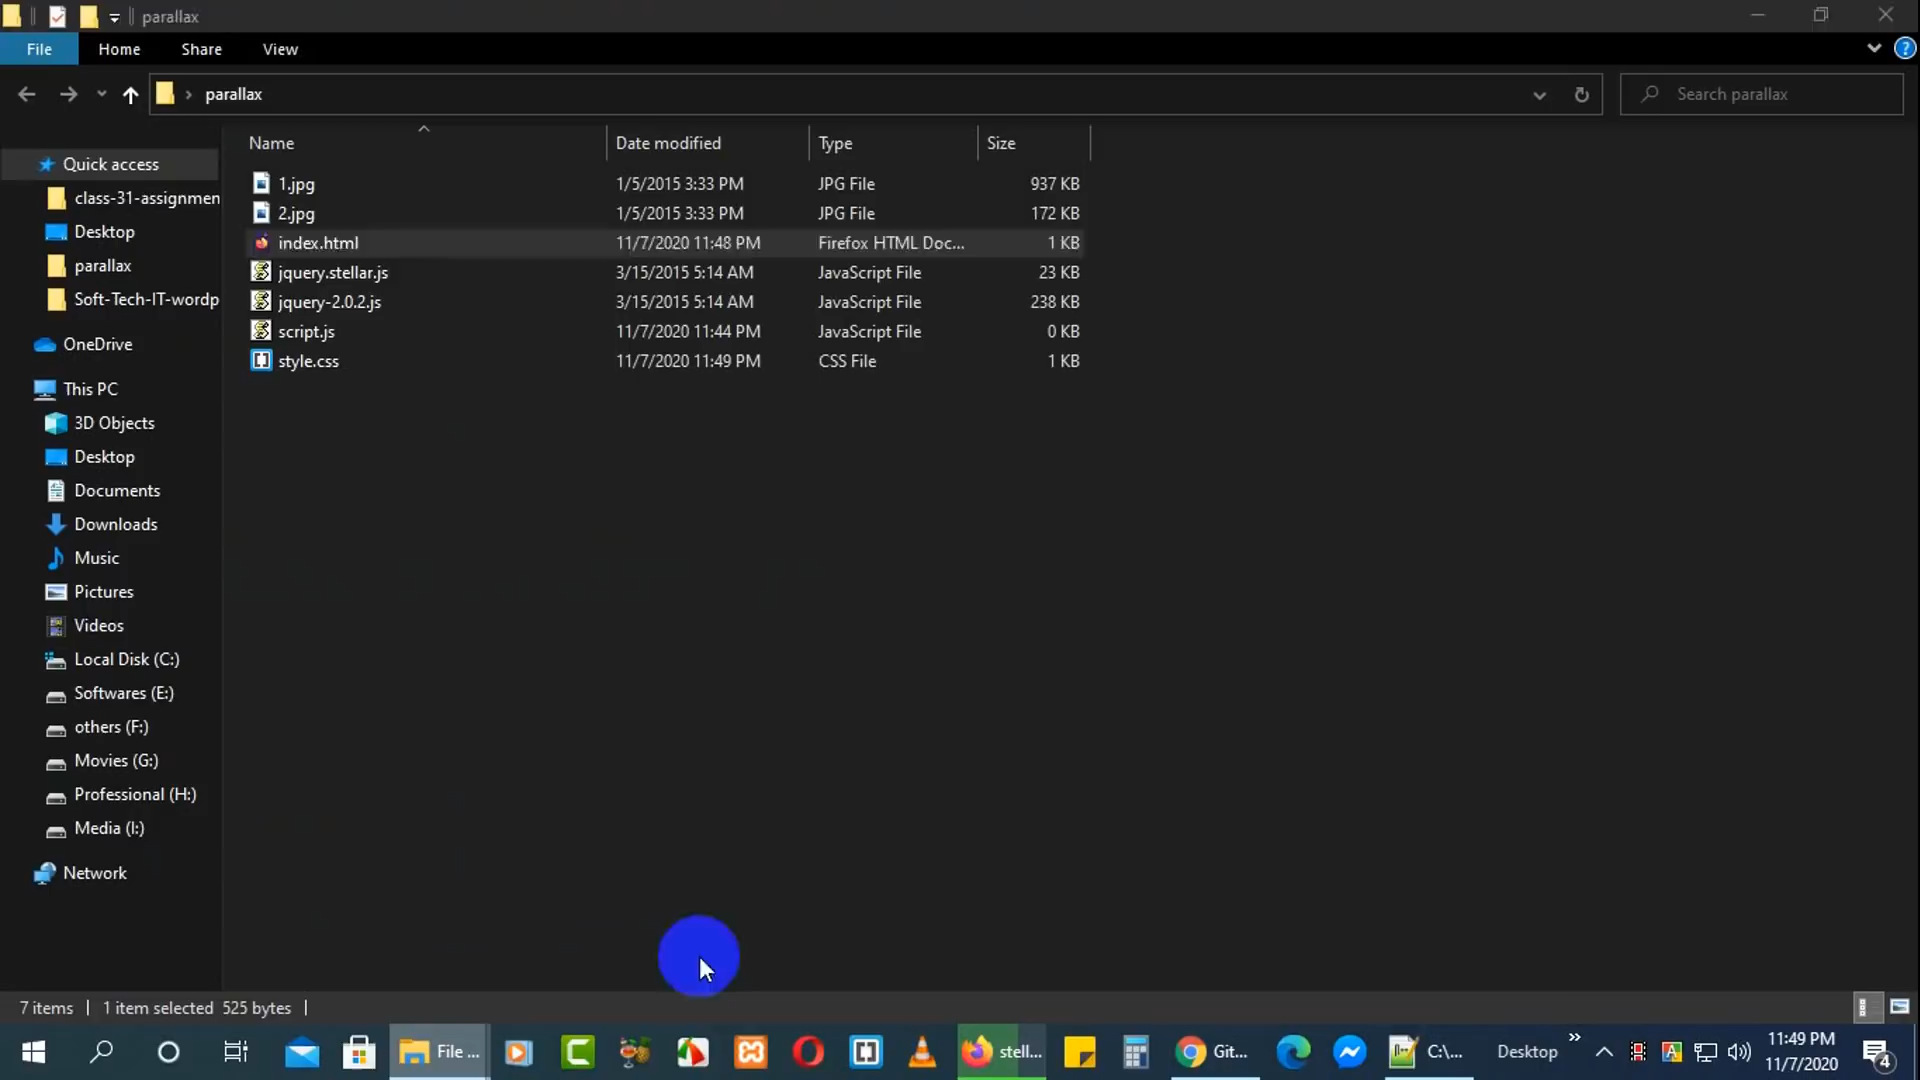 parallax
File Home Share View ?
parallax
Search parallax
Name Date modified Type Size
Quick access
class-31-assignmen
Desktop
parallax
Soft-Tech-IT-wordp
OneDrive
This PC
3D Objects
Desktop
Documents
Downloads
Music
Pictures
Videos
Local Disk (C:)
Softwares (E:)
others (F:)
Movies (G:)
Professional (H:)
Media (I:)
Network
1.jpg 1/5/2015 3:33 PM JPG File 937 KB
2.jpg 1/5/2015 3:33 PM JPG File 172 KB
index.html 11/7/2020 11:48 PM Firefox HTML Doc... 1 KB
jquery.stellar.js 3/15/2015 5:14 AM JavaScript File 23 KB
jquery-2.0.2.js 3/15/2015 5:14 AM JavaScript File 238 KB
script.js 11/7/2020 11:44 PM JavaScript File 0 KB
style.css 11/7/2020 11:49 PM CSS File 1 KB
7 items 1 item selected 525 bytes
File ... stell... Git... C:\... Desktop 11:49 PM
11/7/2020 4